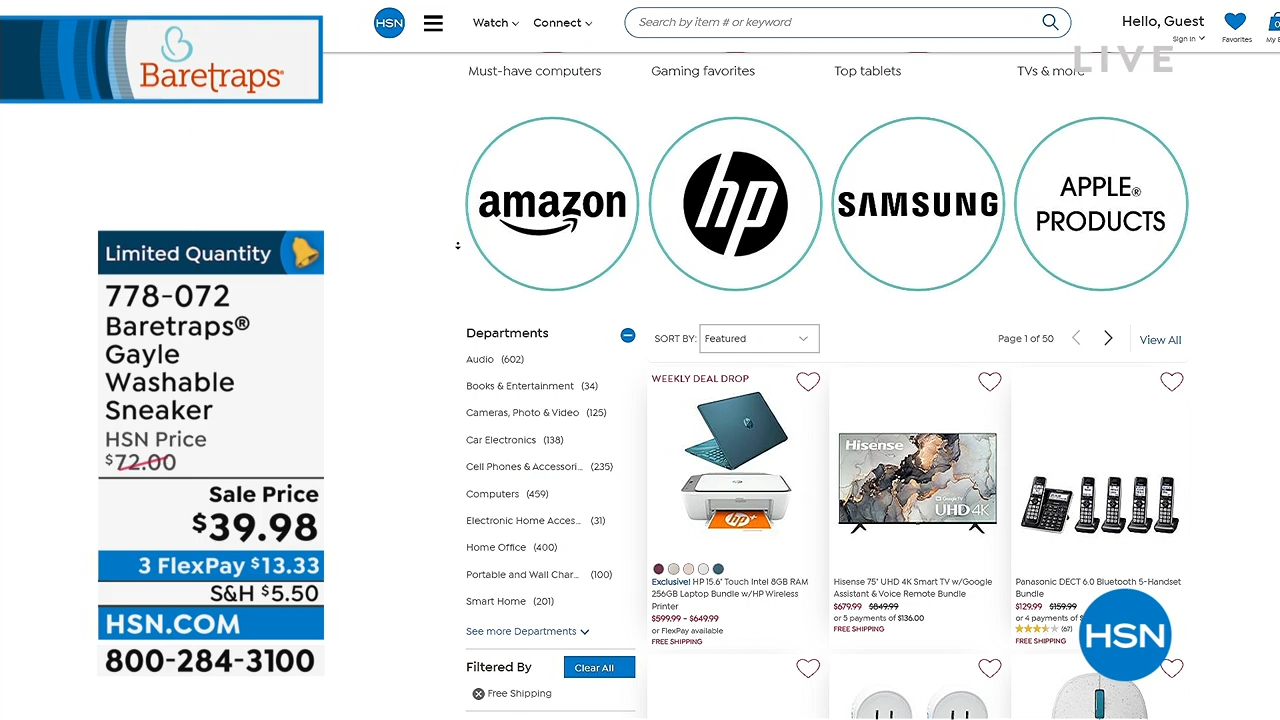 Baretraps®
Limited Quantity
778-072
Baretraps®
Gayle
Washable
Sneaker
HSN Price
$72.00
Sale Price
$39.98
3 FlexPay $13.33
S&H $5.50
HSN.COM
800-284-3100
HSN
Watch
Connect
Search by item # or keyword
Hello, Guest
Sign In
Favorites
0
LIVE
Must-have computers
Gaming favorites
Top tablets
TVs & more
amazon
hp
SAMSUNG
APPLE®
PRODUCTS
Departments
Audio (602)
Books & Entertainment (34)
Cameras, Photo & Video (125)
Car Electronics (138)
Cell Phones & Accessori... (235)
Computers (459)
Electronic Home Acces... (31)
Home Office (400)
Portable and Wall Char... (100)
Smart Home (201)
See more Departments
Filtered By
Clear All
Free Shipping
SORT BY: Featured
Page 1 of 50
View All
WEEKLY DEAL DROP
hp+
Exclusive! HP 15.6" Touch Intel 8GB RAM
256GB Laptop Bundle w/HP Wireless
Printer
$599.99 - $649.99
or FlexPay available
FREE SHIPPING
Hisense
Google TV
UHD 4K
Hisense 75" UHD 4K Smart TV w/Google
Assistant & Voice Remote Bundle
$679.99 $849.99
or 5 payments of $136.00
FREE SHIPPING
Panasonic DECT 6.0 Bluetooth 5-Handset
Bundle
$129.99 $159.99
or 4 payments of $
(67)
FREE SHIPPING
HSN